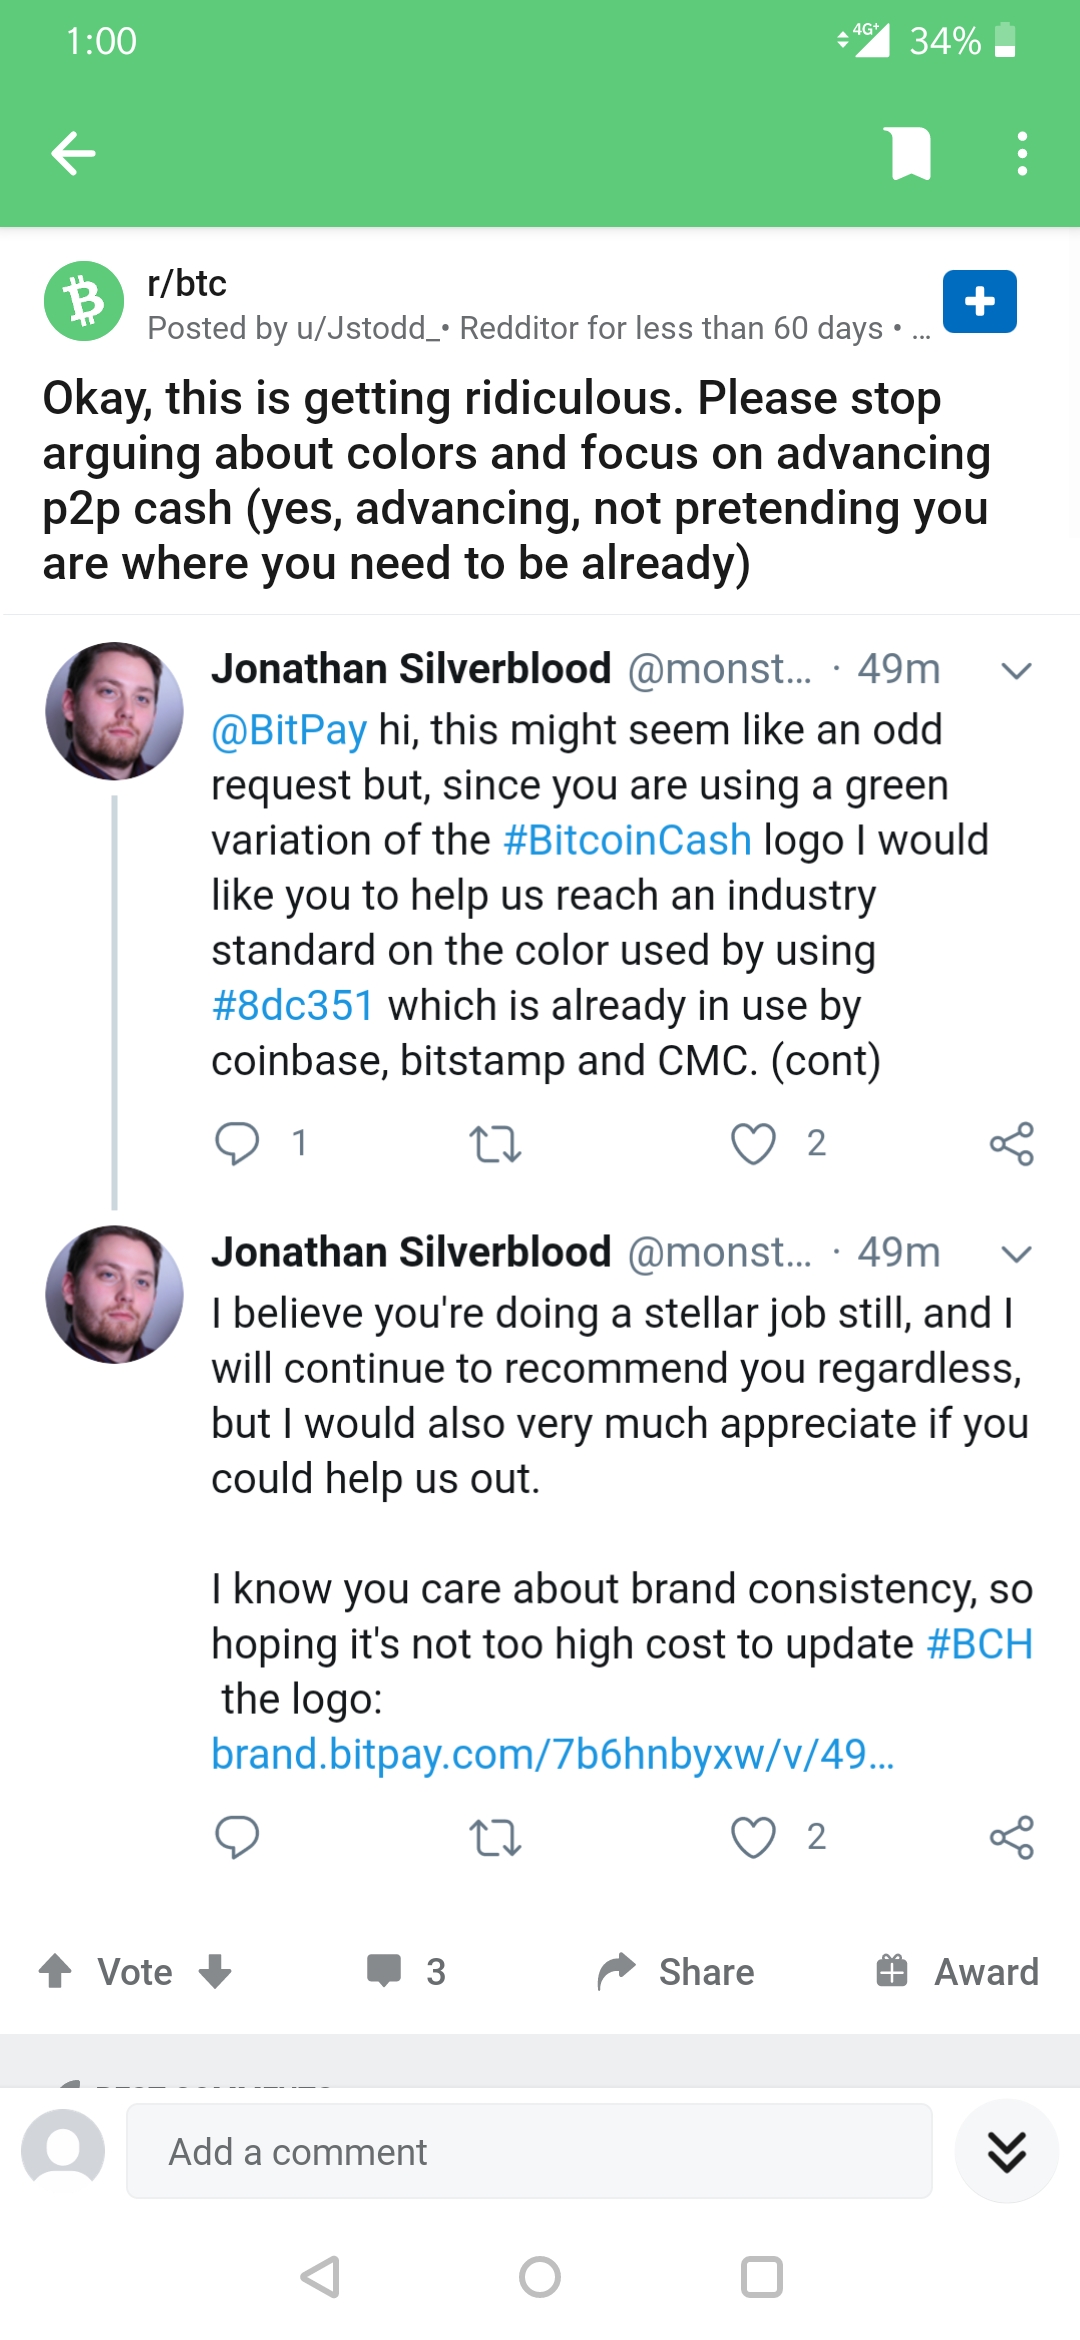 1:00
4G+ 34%
r/btc
Posted by u/Jstodd_• Redditor for less than 60 days • ...
Okay, this is getting ridiculous. Please stop
arguing about colors and focus on advancing
p2p cash (yes, advancing, not pretending you
are where you need to be already)
Jonathan Silverblood @monst... · 49m
@BitPay hi, this might seem like an odd
request but, since you are using a green
variation of the #BitcoinCash logo I would
like you to help us reach an industry
standard on the color used by using
#8dc351 which is already in use by
coinbase, bitstamp and CMC. (cont)
1 2
Jonathan Silverblood @monst... · 49m
I believe you're doing a stellar job still, and I
will continue to recommend you regardless,
but I would also very much appreciate if you
could help us out.
I know you care about brand consistency, so
hoping it's not too high cost to update #BCH
the logo:
brand.bitpay.com/7b6hnbyxw/v/49...
2
Vote 3 Share Award
Add a comment